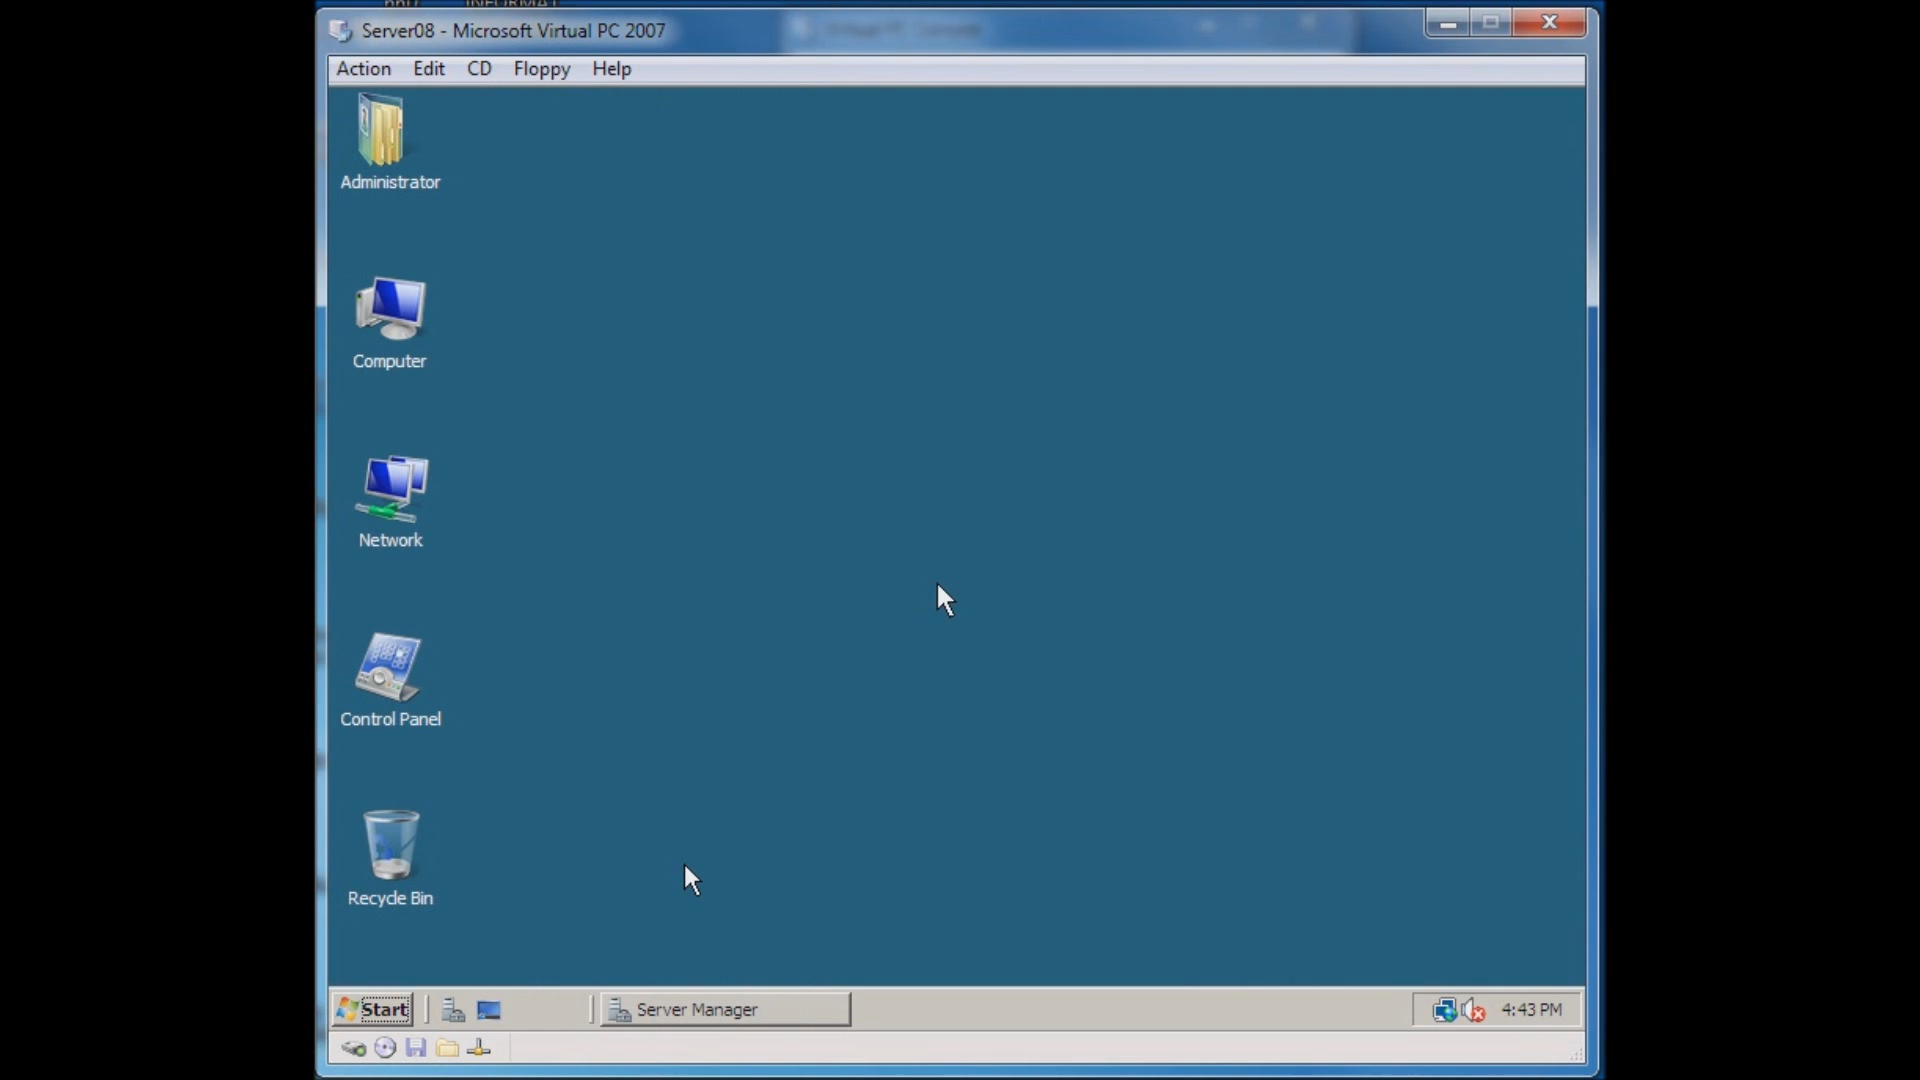 Server08 - Microsoft Virtual PC 2007
Action Edit CD Floppy Help
Administrator
Computer
Network
Control Panel
Recycle Bin
Start Server Manager 4:43 PM